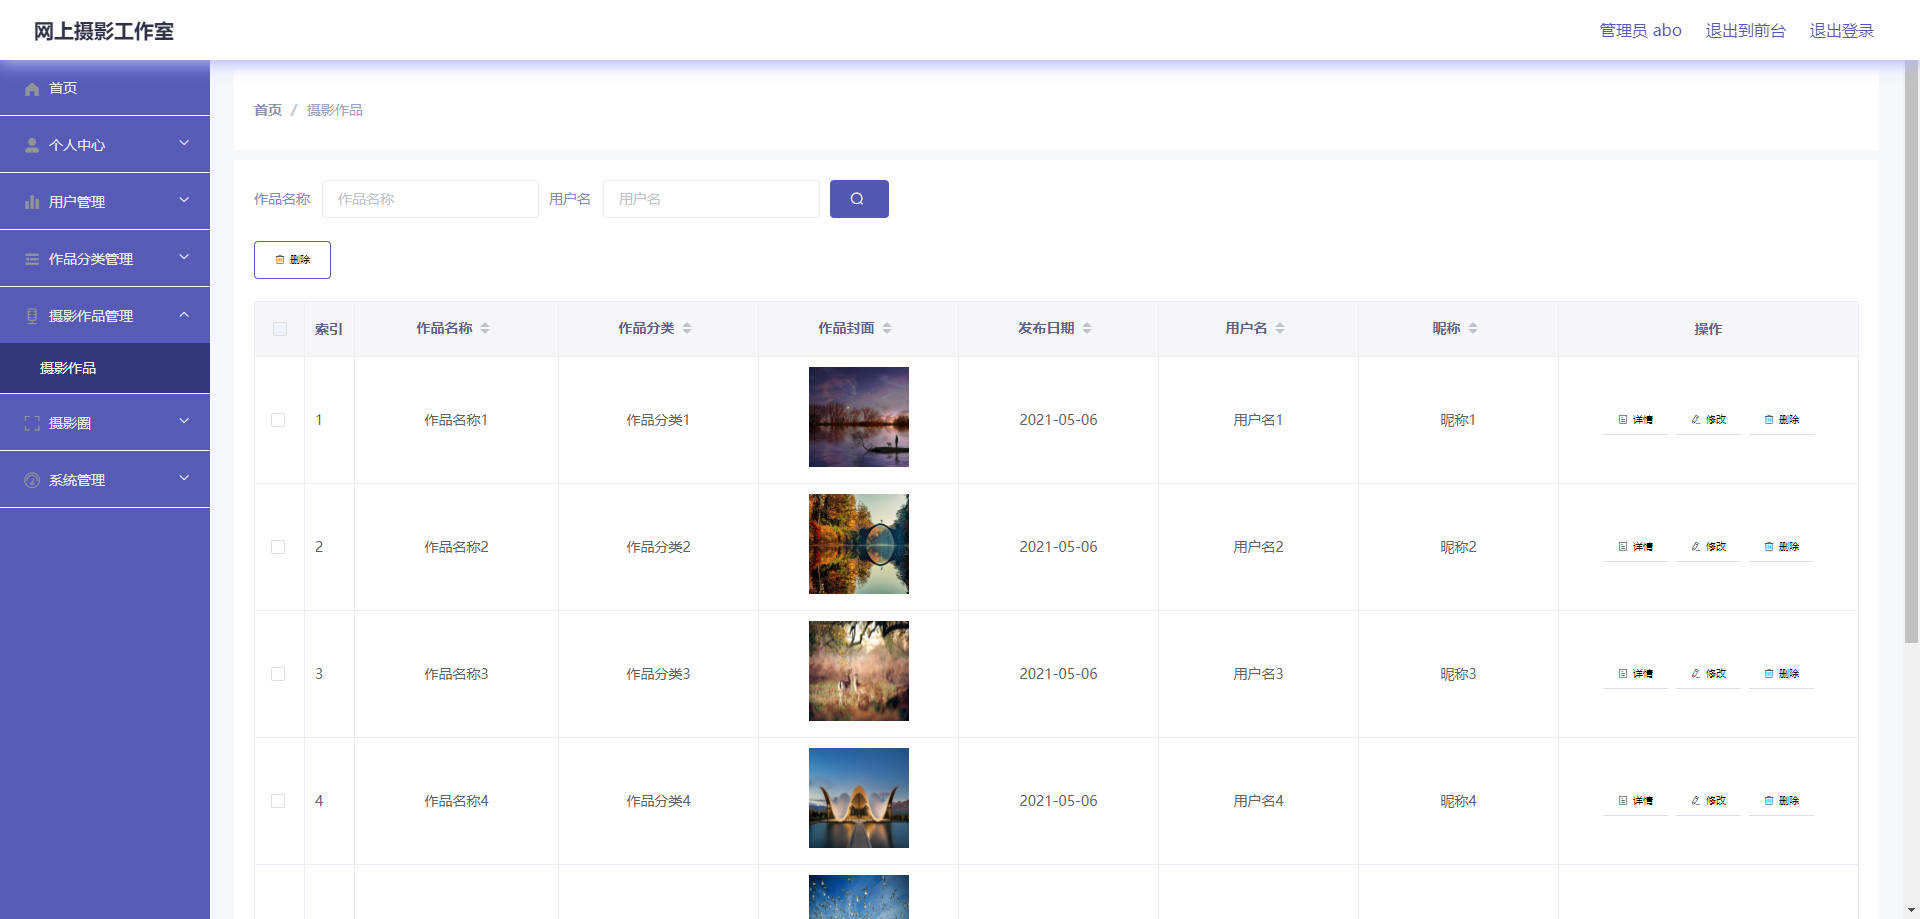 网上摄影工作室
管理员 abo 退出到前台 退出登录
首页
个人中心
用户管理
作品分类管理
摄影作品管理
摄影作品
摄影圈
系统管理
首页 / 摄影作品
作品名称 作品名称 用户名 用户名
删除
索引 作品名称 作品分类 作品封面 发布日期 用户名 昵称 操作
1 作品名称1 作品分类1 2021-05-06 用户名1 昵称1 详情 修改 删除
2 作品名称2 作品分类2 2021-05-06 用户名2 昵称2 详情 修改 删除
3 作品名称3 作品分类3 2021-05-06 用户名3 昵称3 详情 修改 删除
4 作品名称4 作品分类4 2021-05-06 用户名4 昵称4 详情 修改 删除